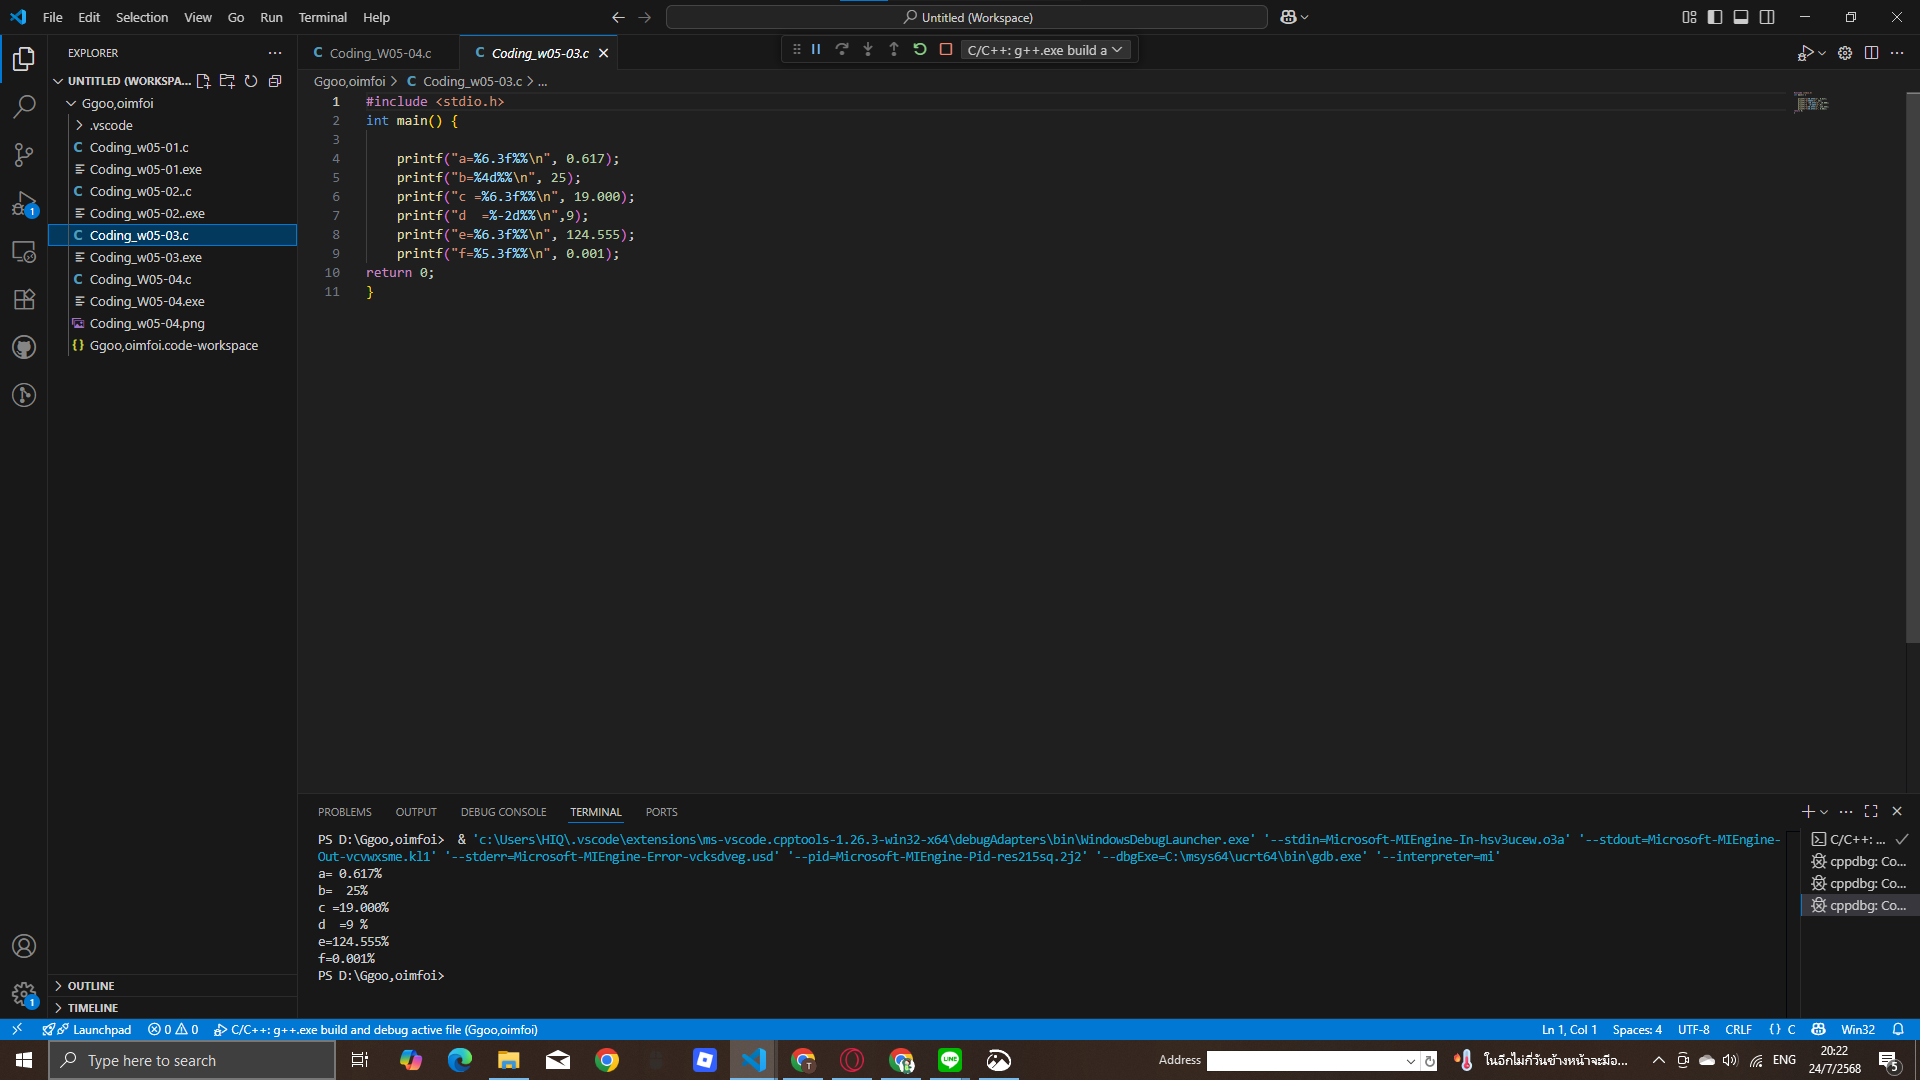 File Edit Selection View Go Run Terminal Help
Untitled (Workspace)
EXPLORER
UNTITLED (WORKSPA...
Ggoo,oimfoi
.vscode
Coding_w05-01.c
Coding_w05-01.exe
Coding_w05-02..c
Coding_w05-02..exe
Coding_w05-03.c
Coding_w05-03.exe
Coding_W05-04.c
Coding_W05-04.exe
Coding_w05-04.png
Ggoo,oimfoi.code-workspace
OUTLINE
TIMELINE
Coding_W05-04.c
Coding_w05-03.c
C/C++: g++.exe build a
Ggoo,oimfoi > Coding_w05-03.c > ...
1 #include <stdio.h>
2 int main() {
3
4 printf("a=%6.3f%%\n", 0.617);
5 printf("b=%4d%%\n", 25);
6 printf("c =%6.3f%%\n", 19.000);
7 printf("d  =%-2d%%\n",9);
8 printf("e=%6.3f%%\n", 124.555);
9 printf("f=%5.3f%%\n", 0.001);
10 return 0;
11 }
PROBLEMS OUTPUT DEBUG CONSOLE TERMINAL PORTS
PS D:\Ggoo,oimfoi>  & 'c:\Users\HIQ\.vscode\extensions\ms-vscode.cpptools-1.26.3-win32-x64\debugAdapters\bin\WindowsDebugLauncher.exe' '--stdin=Microsoft-MIEngine-In-hsv3ucew.o3a' '--stdout=Microsoft-MIEngine-
Out-vcvwxsme.kl1' '--stderr=Microsoft-MIEngine-Error-vcksdveg.usd' '--pid=Microsoft-MIEngine-Pid-res215sq.2j2' '--dbgExe=C:\msys64\ucrt64\bin\gdb.exe' '--interpreter=mi'
a= 0.617%
b=  25%
c =19.000%
d  =9 %
e=124.555%
f=0.001%
PS D:\Ggoo,oimfoi>
C/C++: ...
cppdbg: Co...
cppdbg: Co...
cppdbg: Co...
Launchpad 0 0 C/C++: g++.exe build and debug active file (Ggoo,oimfoi)
Ln 1, Col 1 Spaces: 4 UTF-8 CRLF {} C Win32
Type here to search
Address
ในอีกไม่กี่วันข้างหน้าจะมีอ...
ENG
20:22
24/7/2568
5